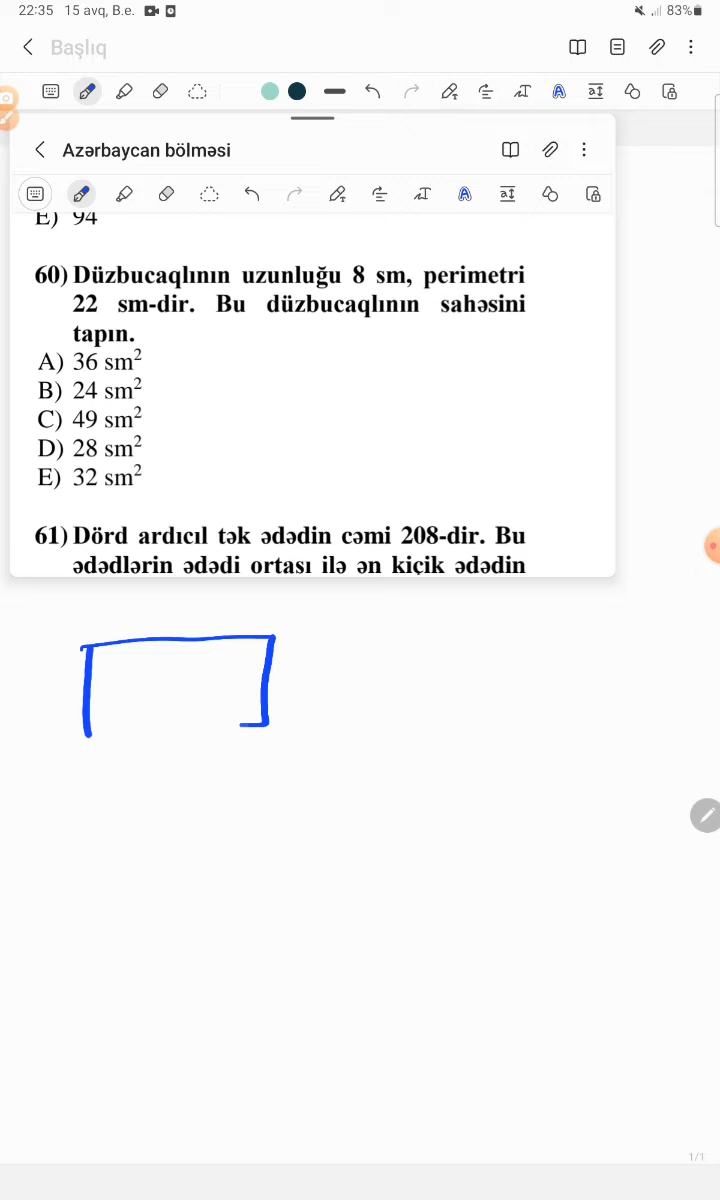 22:35 15 avq, B.e. 83%
Başlıq
Azərbaycan bölməsi
E) 94
60) Düzbucaqlının uzunluğu 8 sm, perimetri
22 sm-dir. Bu düzbucaqlının sahəsini
tapın.
A) 36 sm²
B) 24 sm²
C) 49 sm²
D) 28 sm²
E) 32 sm²
61) Dörd ardıcıl tək ədədin cəmi 208-dir. Bu
ədədlərin ədədi ortası ilə ən kiçik ədədin
1/1